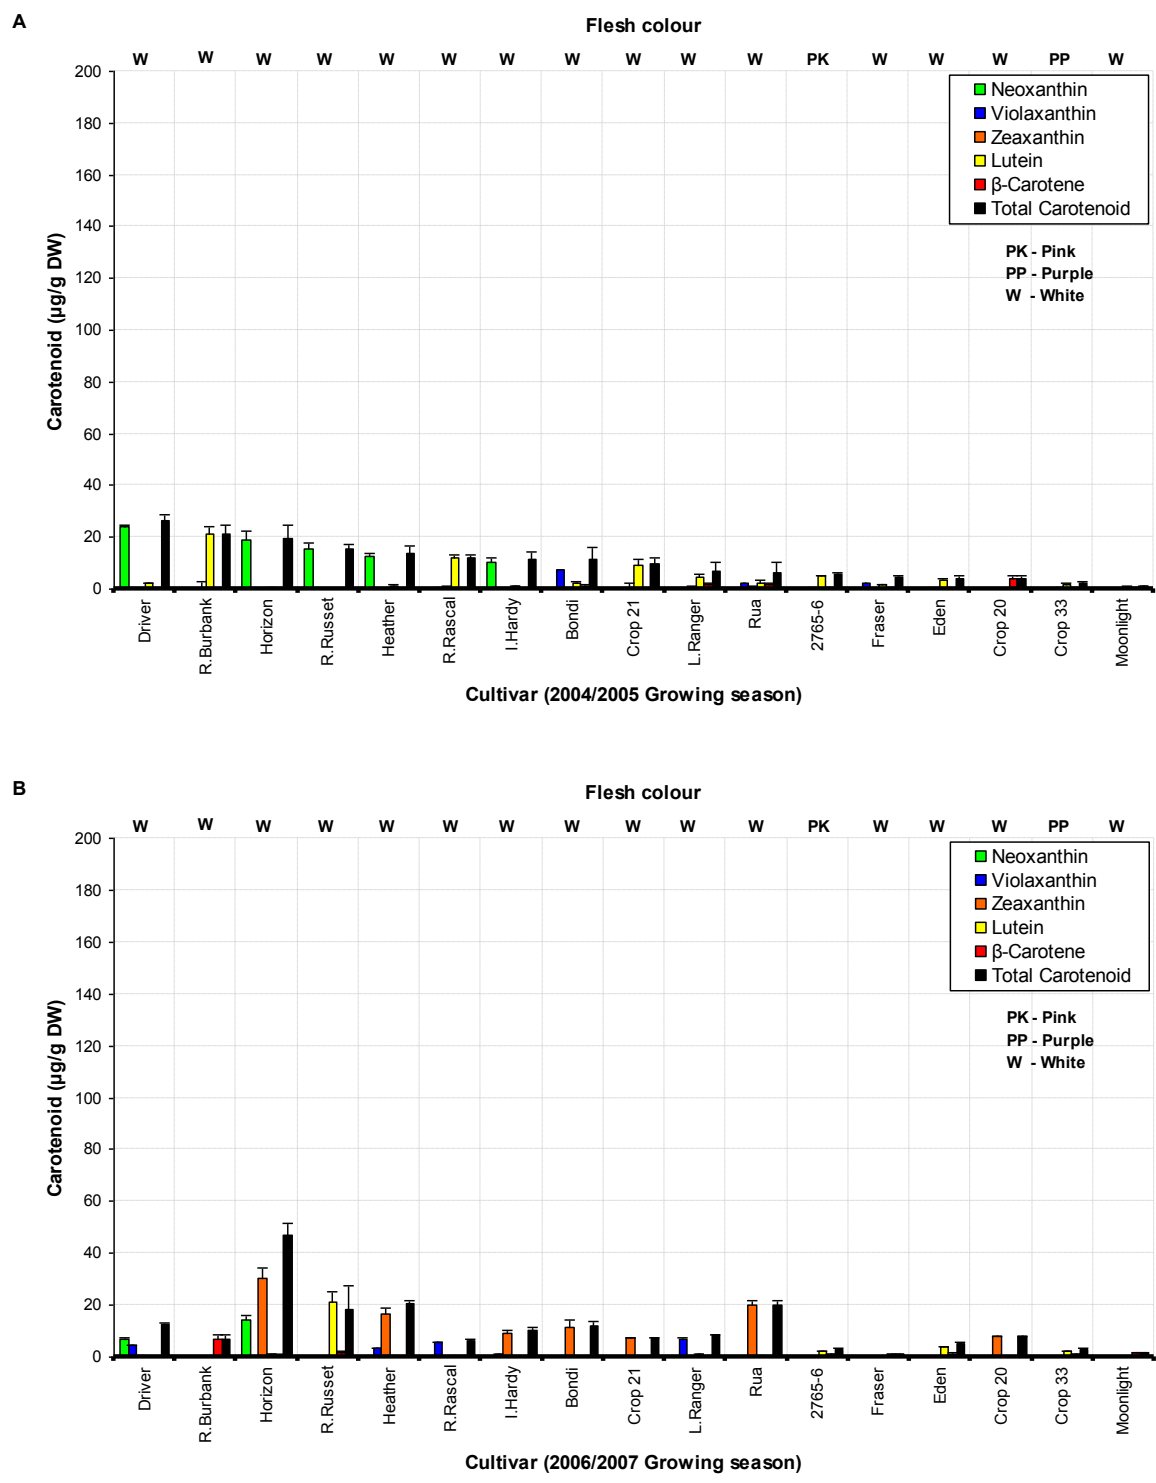 A
Flesh colour
W W W W W W W W W W W PK W W W PP W
200
180
160
140
120
100
80
60
40
20
0
Carotenoid (µg/g DW)
Neoxanthin
Violaxanthin
Zeaxanthin
Lutein
β-Carotene
Total Carotenoid
PK - Pink
PP - Purple
W - White
Driver
R.Burbank
Horizon
R.Russet
Heather
R.Rascal
I.Hardy
Bondi
Crop 21
L.Ranger
Rua
2765-6
Fraser
Eden
Crop 20
Crop 33
Moonlight
Cultivar (2004/2005 Growing season)
B
Flesh colour
W W W W W W W W W W W PK W W W PP W
200
180
160
140
120
100
80
60
40
20
0
Carotenoid (µg/g DW)
Neoxanthin
Violaxanthin
Zeaxanthin
Lutein
β-Carotene
Total Carotenoid
PK - Pink
PP - Purple
W - White
Driver
R.Burbank
Horizon
R.Russet
Heather
R.Rascal
I.Hardy
Bondi
Crop 21
L.Ranger
Rua
2765-6
Fraser
Eden
Crop 20
Crop 33
Moonlight
Cultivar (2006/2007 Growing season)